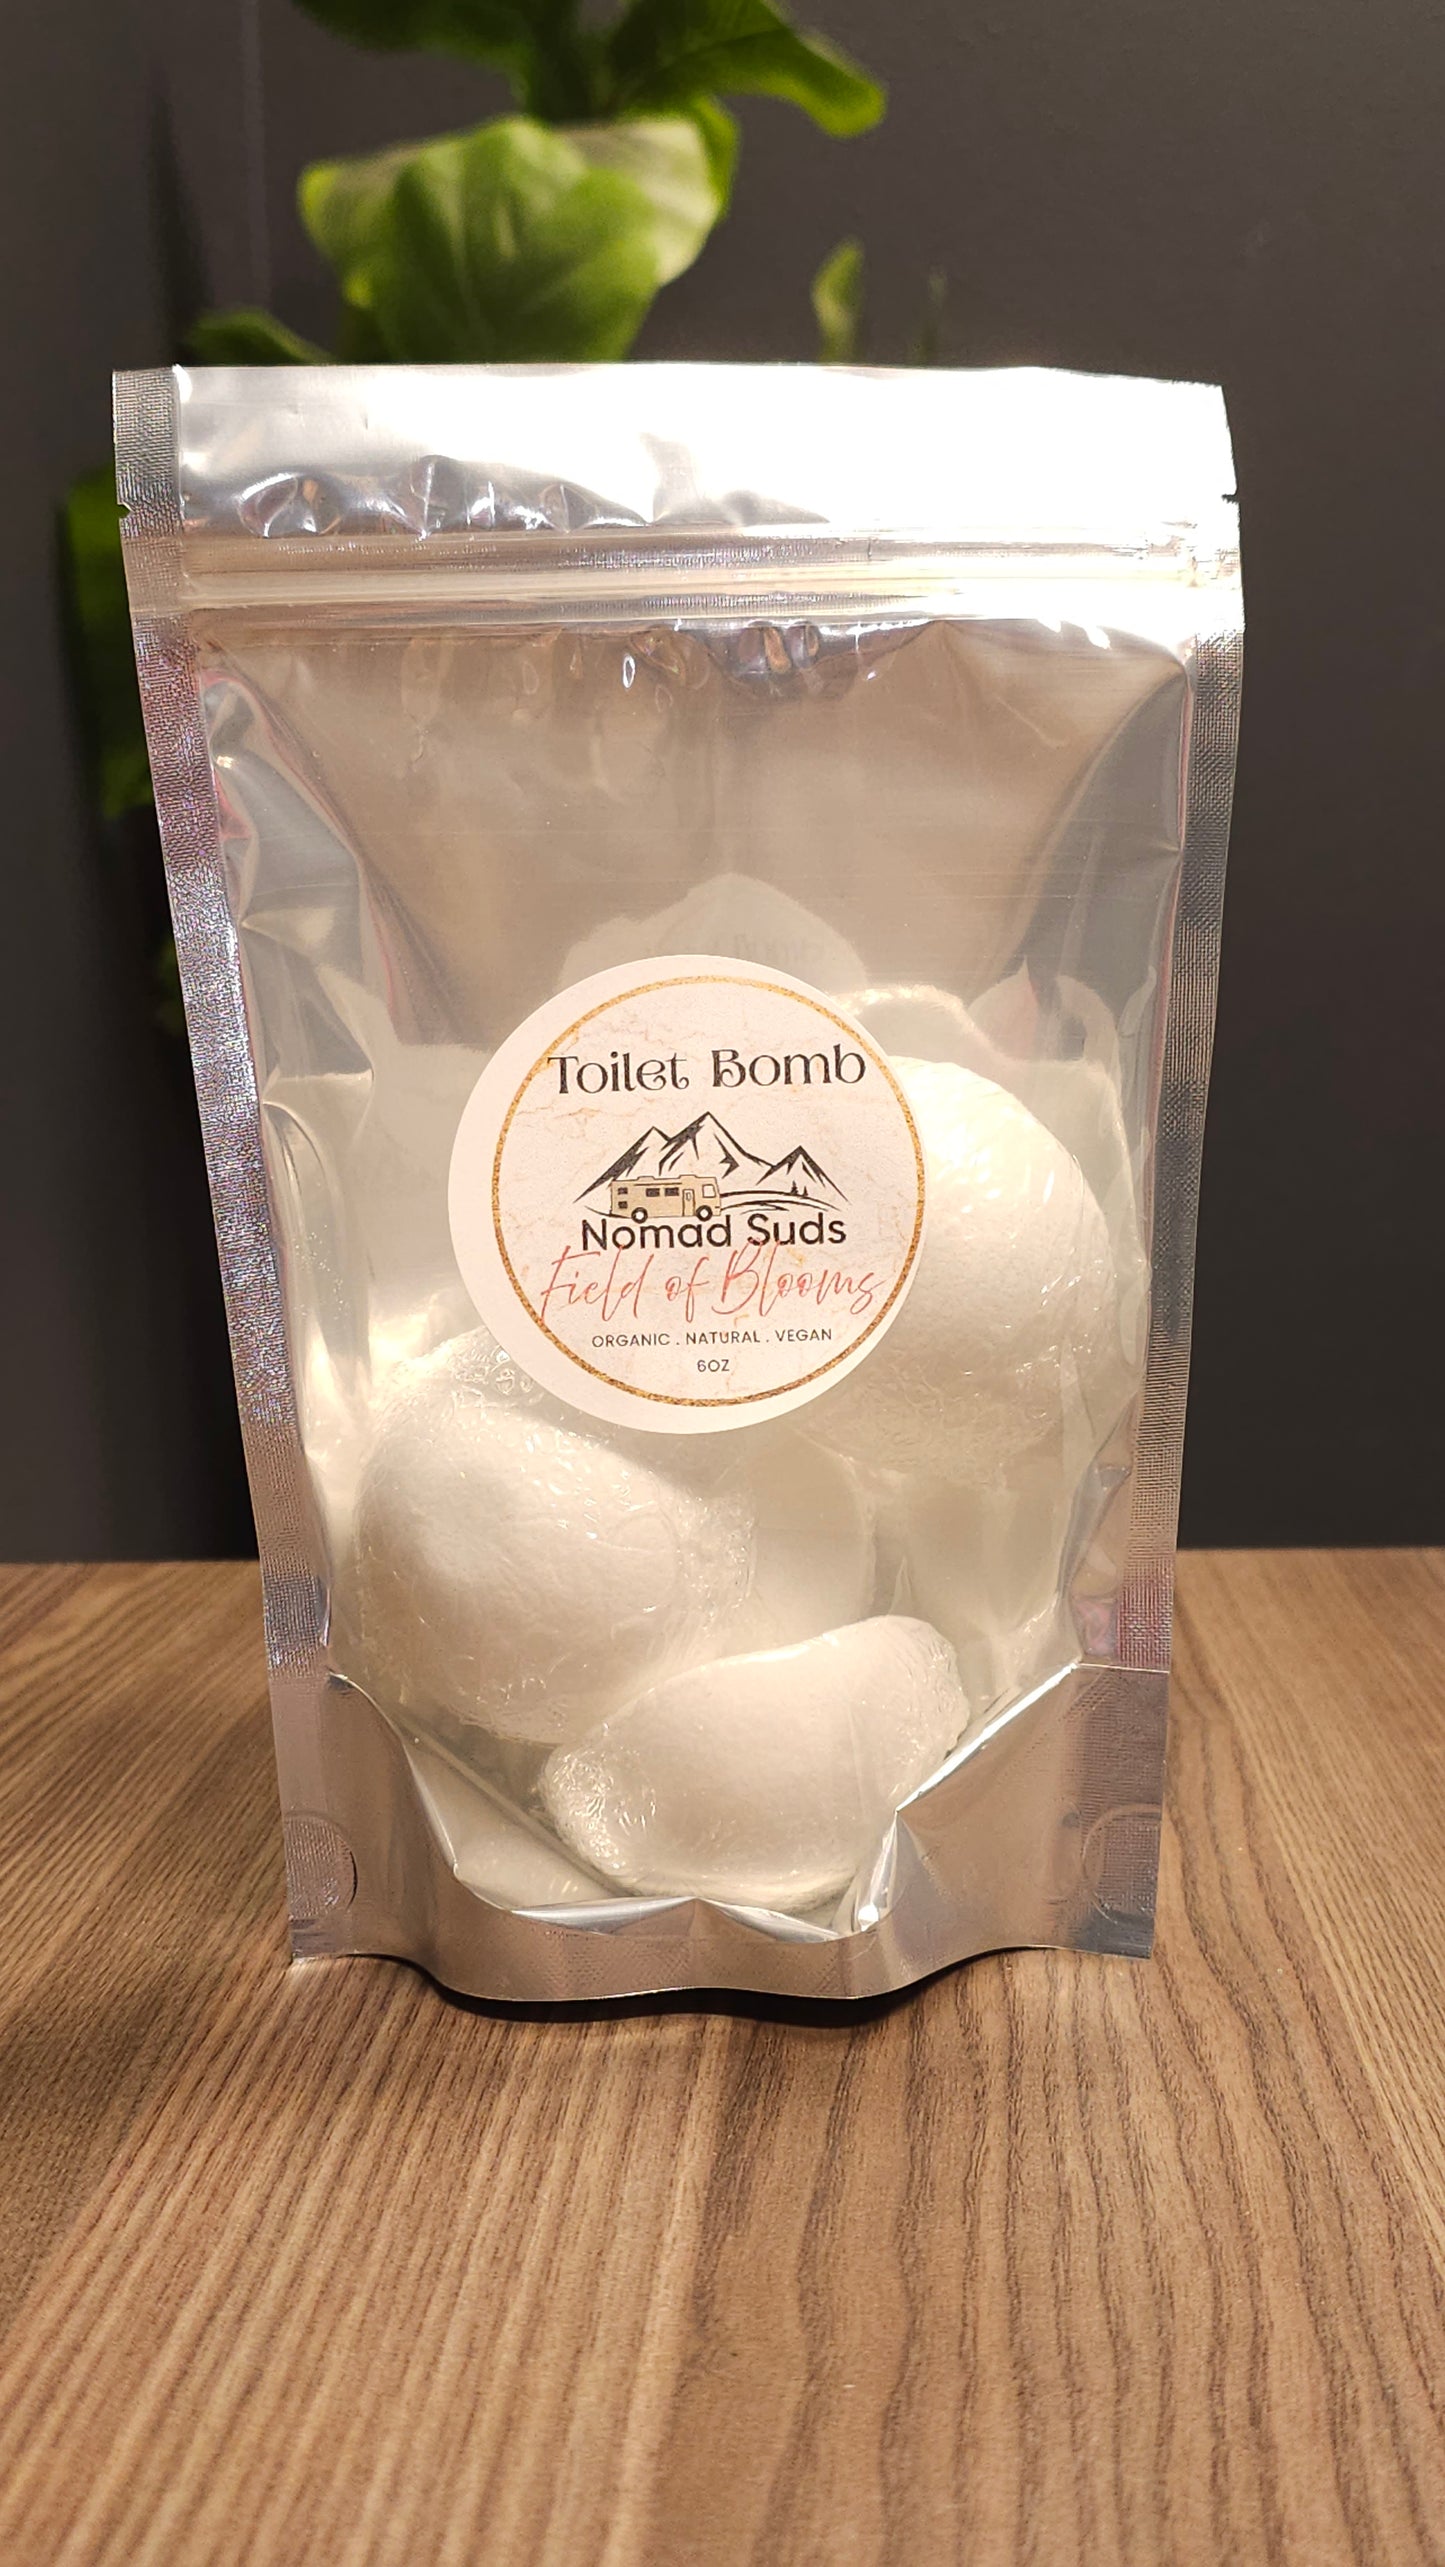 Toilet Bomb
Nomad Suds
Field of Blooms
ORGANIC . NATURAL . VEGAN
6OZ